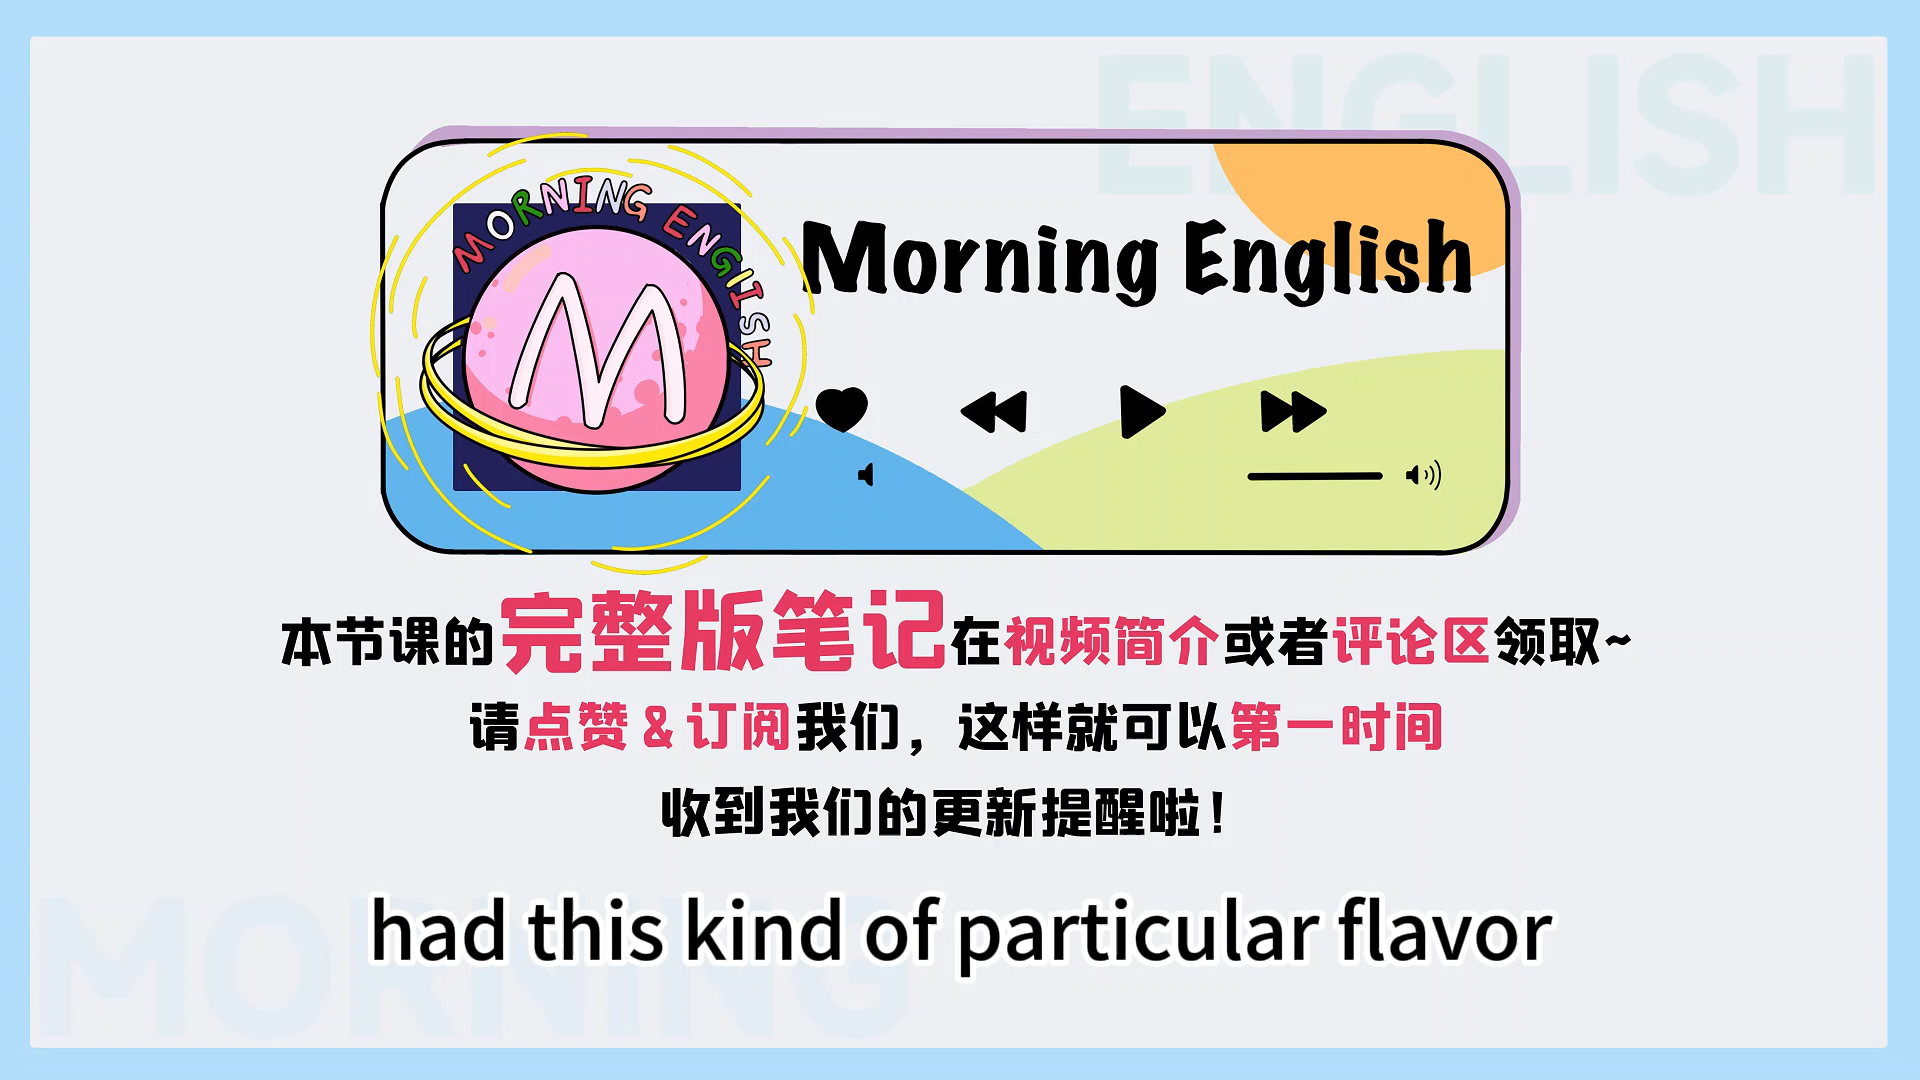 ENGLISH
MORNING ENGLISH
M
Morning English
本节课的完整版笔记在视频简介或者评论区领取~
请点赞&订阅我们，这样就可以第一时间
收到我们的更新提醒啦！
MORNING
had this kind of particular flavor